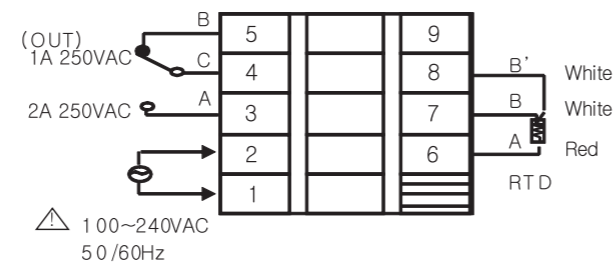 B
5
9
(OUT)
1A 250VAC
C
4
8
B'
White
2A 250VAC
A
3
7
B
White
2
6
A
Red
1
RTD
100~240VAC
50/60Hz